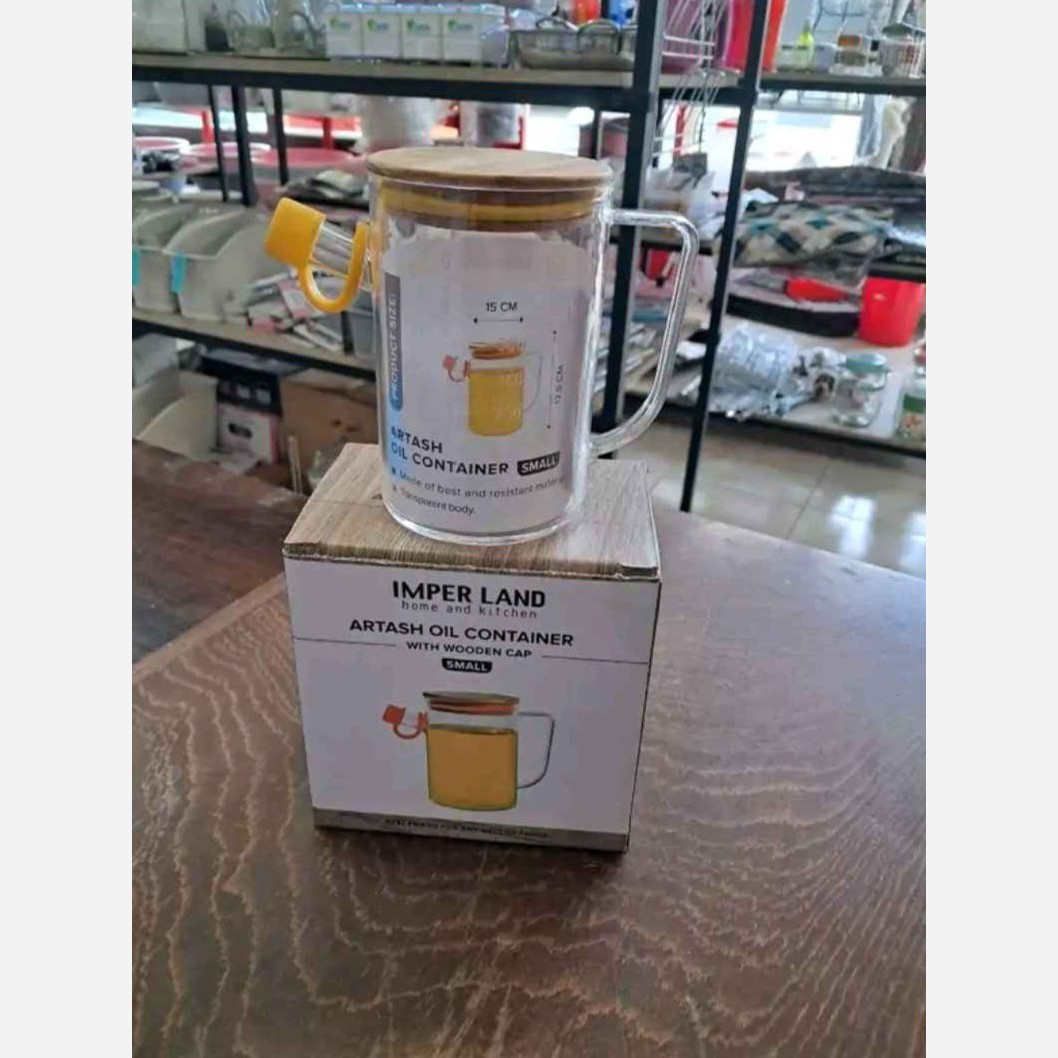 15 CM
PRODUCT SIZE:
ARTASH
OIL CONTAINER SMALL
Made of best and resistant material
Transparent body.
IMPER LAND
home and kitchen
ARTASH OIL CONTAINER
WITH WOODEN CAP
SMALL